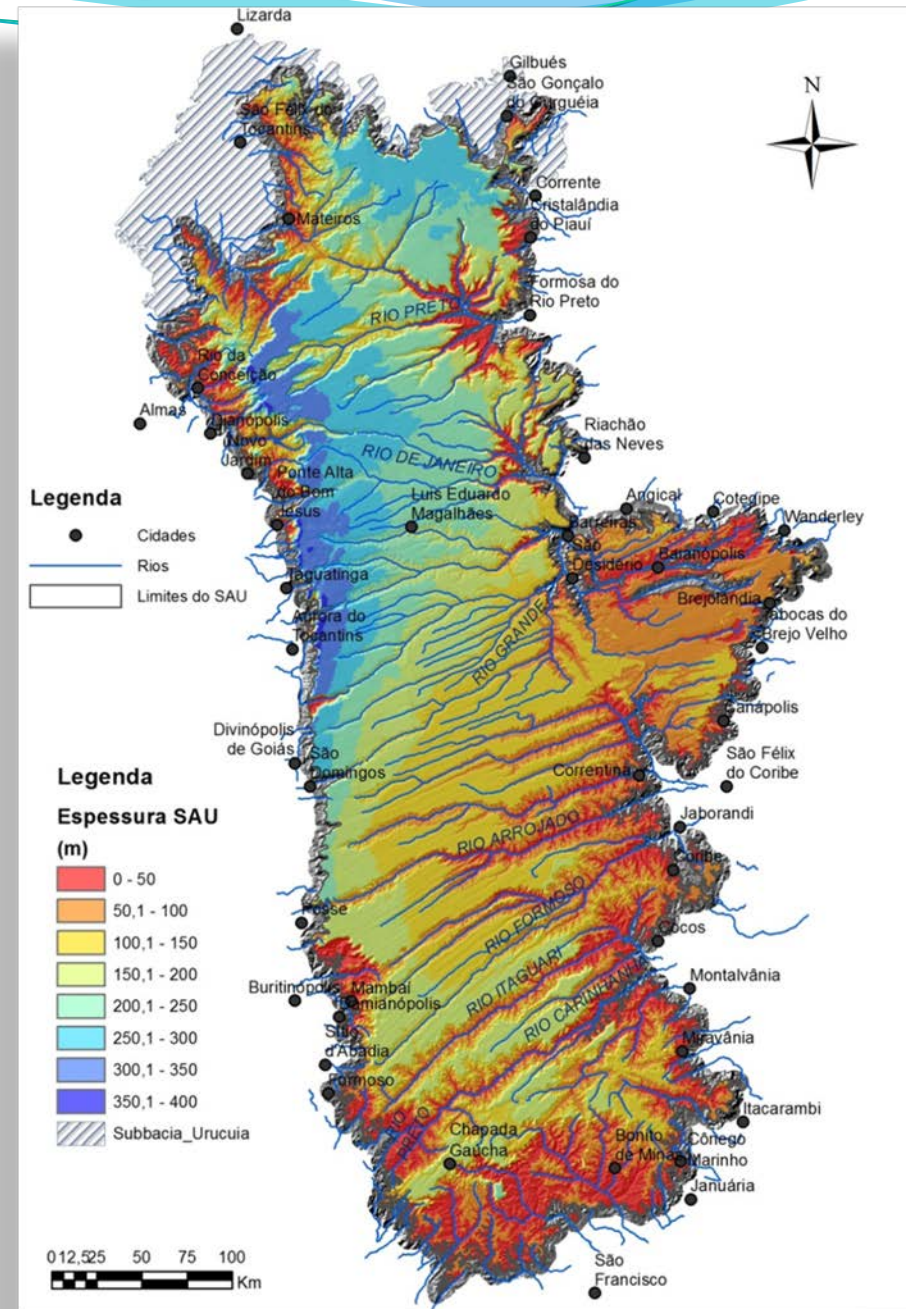 Lizarda
Gilbués
São Gonçalo
do Gurguéia
N
São Félix do
Tocantins
Corrente
Cristalândia
do Piauí
Mateiros
Formosa do
Rio Preto
RIO PRETO
Rio da
Conceição
Almas
Dianópolis
Novo
Jardim
Riachão
das Neves
RIO DE JANEIRO
Ponte Alta
do Bom
Jesus
Luis Eduardo
Magalhães
Angical
Cotegipe
Wanderley
Barreiras
São
Desidério
Baianópolis
Legenda
Cidades
Rios
Limites do SAU
Taguatinga
Brejolândia
Tabocas do
Brejo Velho
Aurora do
Tocantins
RIO GRANDE
Canápolis
Divinópolis
de Goiás
São
Domingos
Correntina
São Félix
do Coribe
Legenda
Espessura SAU
(m)
0 - 50
50,1 - 100
100,1 - 150
150,1 - 200
200,1 - 250
250,1 - 300
300,1 - 350
350,1 - 400
Subbacia_Urucuia
Jaborandi
RIO ARROJADO
Coribe
Posse
RIO FORMOSO
Cocos
Buritinópolis
Mambaí
Damianópolis
RIO ITAGUARI
RIO CARINHANHA
Montalvânia
Sítio
d'Abadia
Miravânia
Formoso
Itacarambi
RIO
PRETO
Chapada
Gaúcha
Bonito
de Minas
Cônego
Marinho
Januária
0 12,5 25 50 75 100
Km
São
Francisco